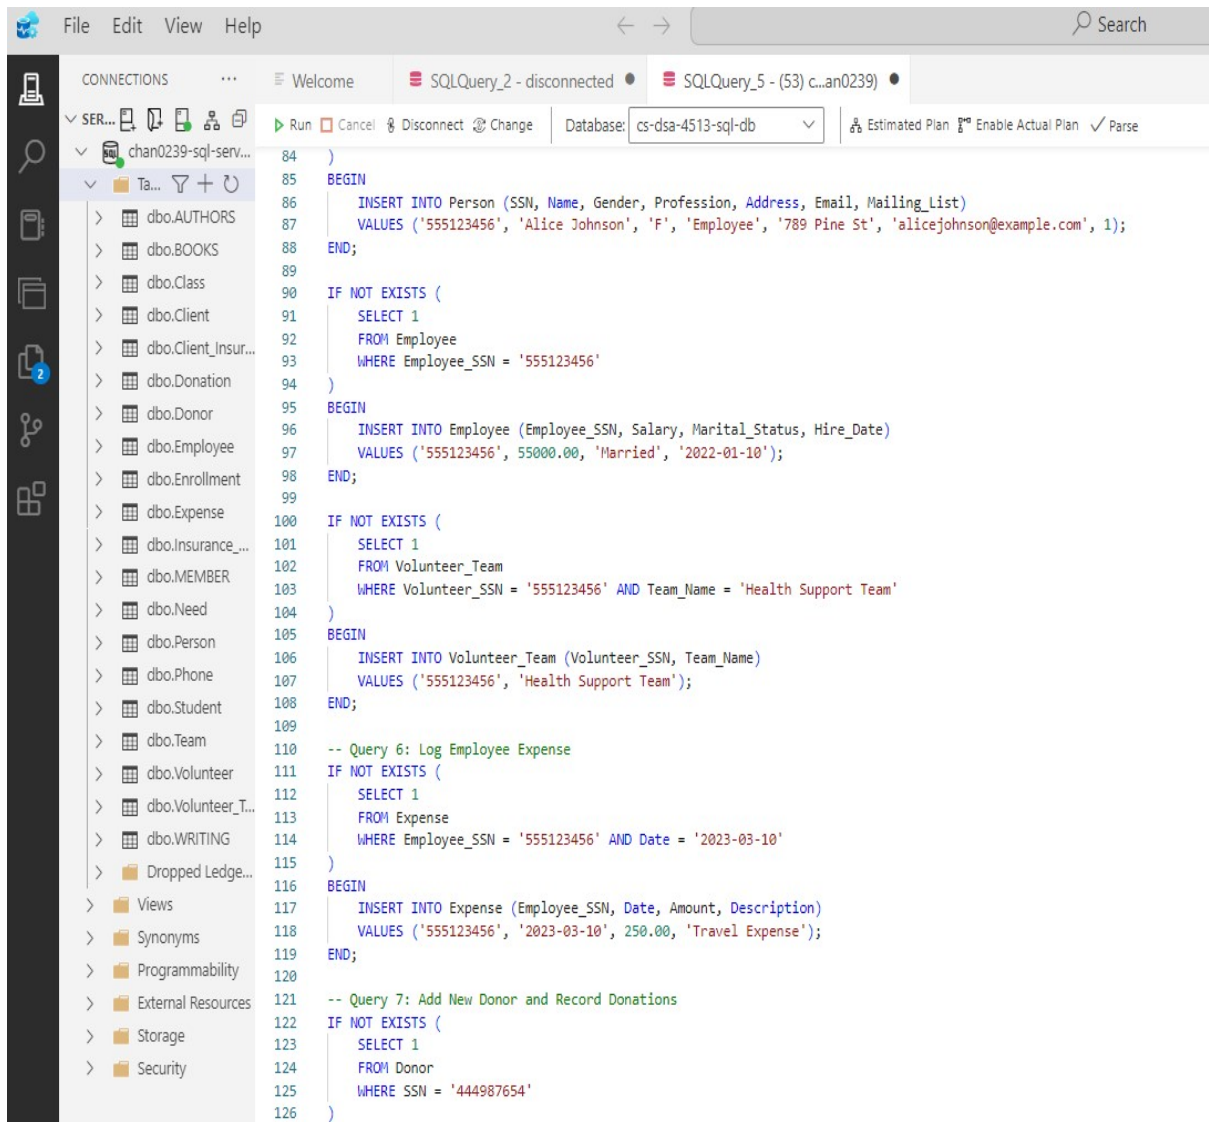 File Edit View Help
Search
CONNECTIONS ...
Welcome
SQLQuery_2 - disconnected
SQLQuery_5 - (53) c...an0239)
SER...
Run Cancel Disconnect Change Database: cs-dsa-4513-sql-db Estimated Plan Enable Actual Plan Parse
chan0239-sql-serv...
Ta...
dbo.AUTHORS
dbo.BOOKS
dbo.Class
dbo.Client
dbo.Client_Insur...
dbo.Donation
dbo.Donor
dbo.Employee
dbo.Enrollment
dbo.Expense
dbo.Insurance_...
dbo.MEMBER
dbo.Need
dbo.Person
dbo.Phone
dbo.Student
dbo.Team
dbo.Volunteer
dbo.Volunteer_T...
dbo.WRITING
Dropped Ledge...
Views
Synonyms
Programmability
External Resources
Storage
Security
2
84 )
85 BEGIN
86 INSERT INTO Person (SSN, Name, Gender, Profession, Address, Email, Mailing_List)
87 VALUES ('555123456', 'Alice Johnson', 'F', 'Employee', '789 Pine St', 'alicejohnson@example.com', 1);
88 END;
89
90 IF NOT EXISTS (
91 SELECT 1
92 FROM Employee
93 WHERE Employee_SSN = '555123456'
94 )
95 BEGIN
96 INSERT INTO Employee (Employee_SSN, Salary, Marital_Status, Hire_Date)
97 VALUES ('555123456', 55000.00, 'Married', '2022-01-10');
98 END;
99
100 IF NOT EXISTS (
101 SELECT 1
102 FROM Volunteer_Team
103 WHERE Volunteer_SSN = '555123456' AND Team_Name = 'Health Support Team'
104 )
105 BEGIN
106 INSERT INTO Volunteer_Team (Volunteer_SSN, Team_Name)
107 VALUES ('555123456', 'Health Support Team');
108 END;
109
110 -- Query 6: Log Employee Expense
111 IF NOT EXISTS (
112 SELECT 1
113 FROM Expense
114 WHERE Employee_SSN = '555123456' AND Date = '2023-03-10'
115 )
116 BEGIN
117 INSERT INTO Expense (Employee_SSN, Date, Amount, Description)
118 VALUES ('555123456', '2023-03-10', 250.00, 'Travel Expense');
119 END;
120
121 -- Query 7: Add New Donor and Record Donations
122 IF NOT EXISTS (
123 SELECT 1
124 FROM Donor
125 WHERE SSN = '444987654'
126 )